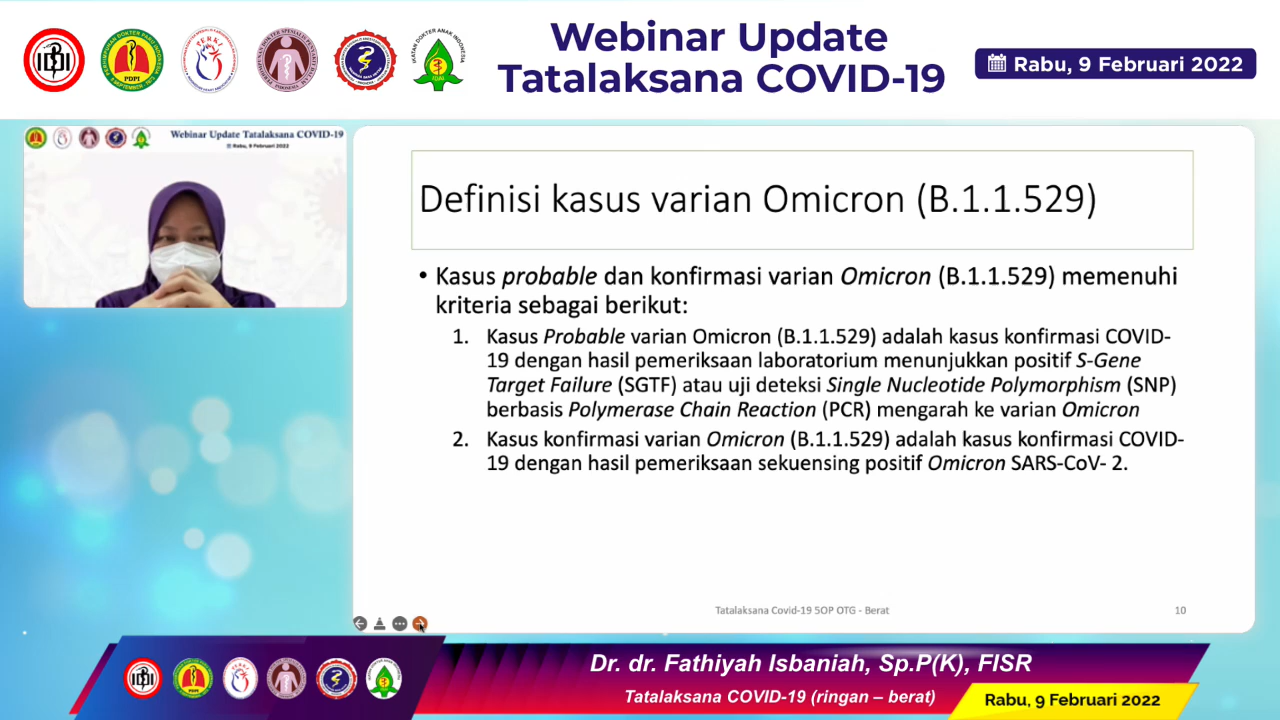 Webinar Update
Tatalaksana COVID-19
Rabu, 9 Februari 2022
IDI
PDPI
PERKI
IDAI
Webinar Update Tatalaksana COVID-19
Rabu, 9 Februari 2022
Definisi kasus varian Omicron (B.1.1.529)
• Kasus probable dan konfirmasi varian Omicron (B.1.1.529) memenuhi
kriteria sebagai berikut:
1. Kasus Probable varian Omicron (B.1.1.529) adalah kasus konfirmasi COVID-
19 dengan hasil pemeriksaan laboratorium menunjukkan positif S-Gene
Target Failure (SGTF) atau uji deteksi Single Nucleotide Polymorphism (SNP)
berbasis Polymerase Chain Reaction (PCR) mengarah ke varian Omicron
2. Kasus konfirmasi varian Omicron (B.1.1.529) adalah kasus konfirmasi COVID-
19 dengan hasil pemeriksaan sekuensing positif Omicron SARS-CoV- 2.
Tatalaksana Covid-19 5OP OTG - Berat
10
Dr. dr. Fathiyah Isbaniah, Sp.P(K), FISR
Tatalaksana COVID-19 (ringan – berat)
Rabu, 9 Februari 2022